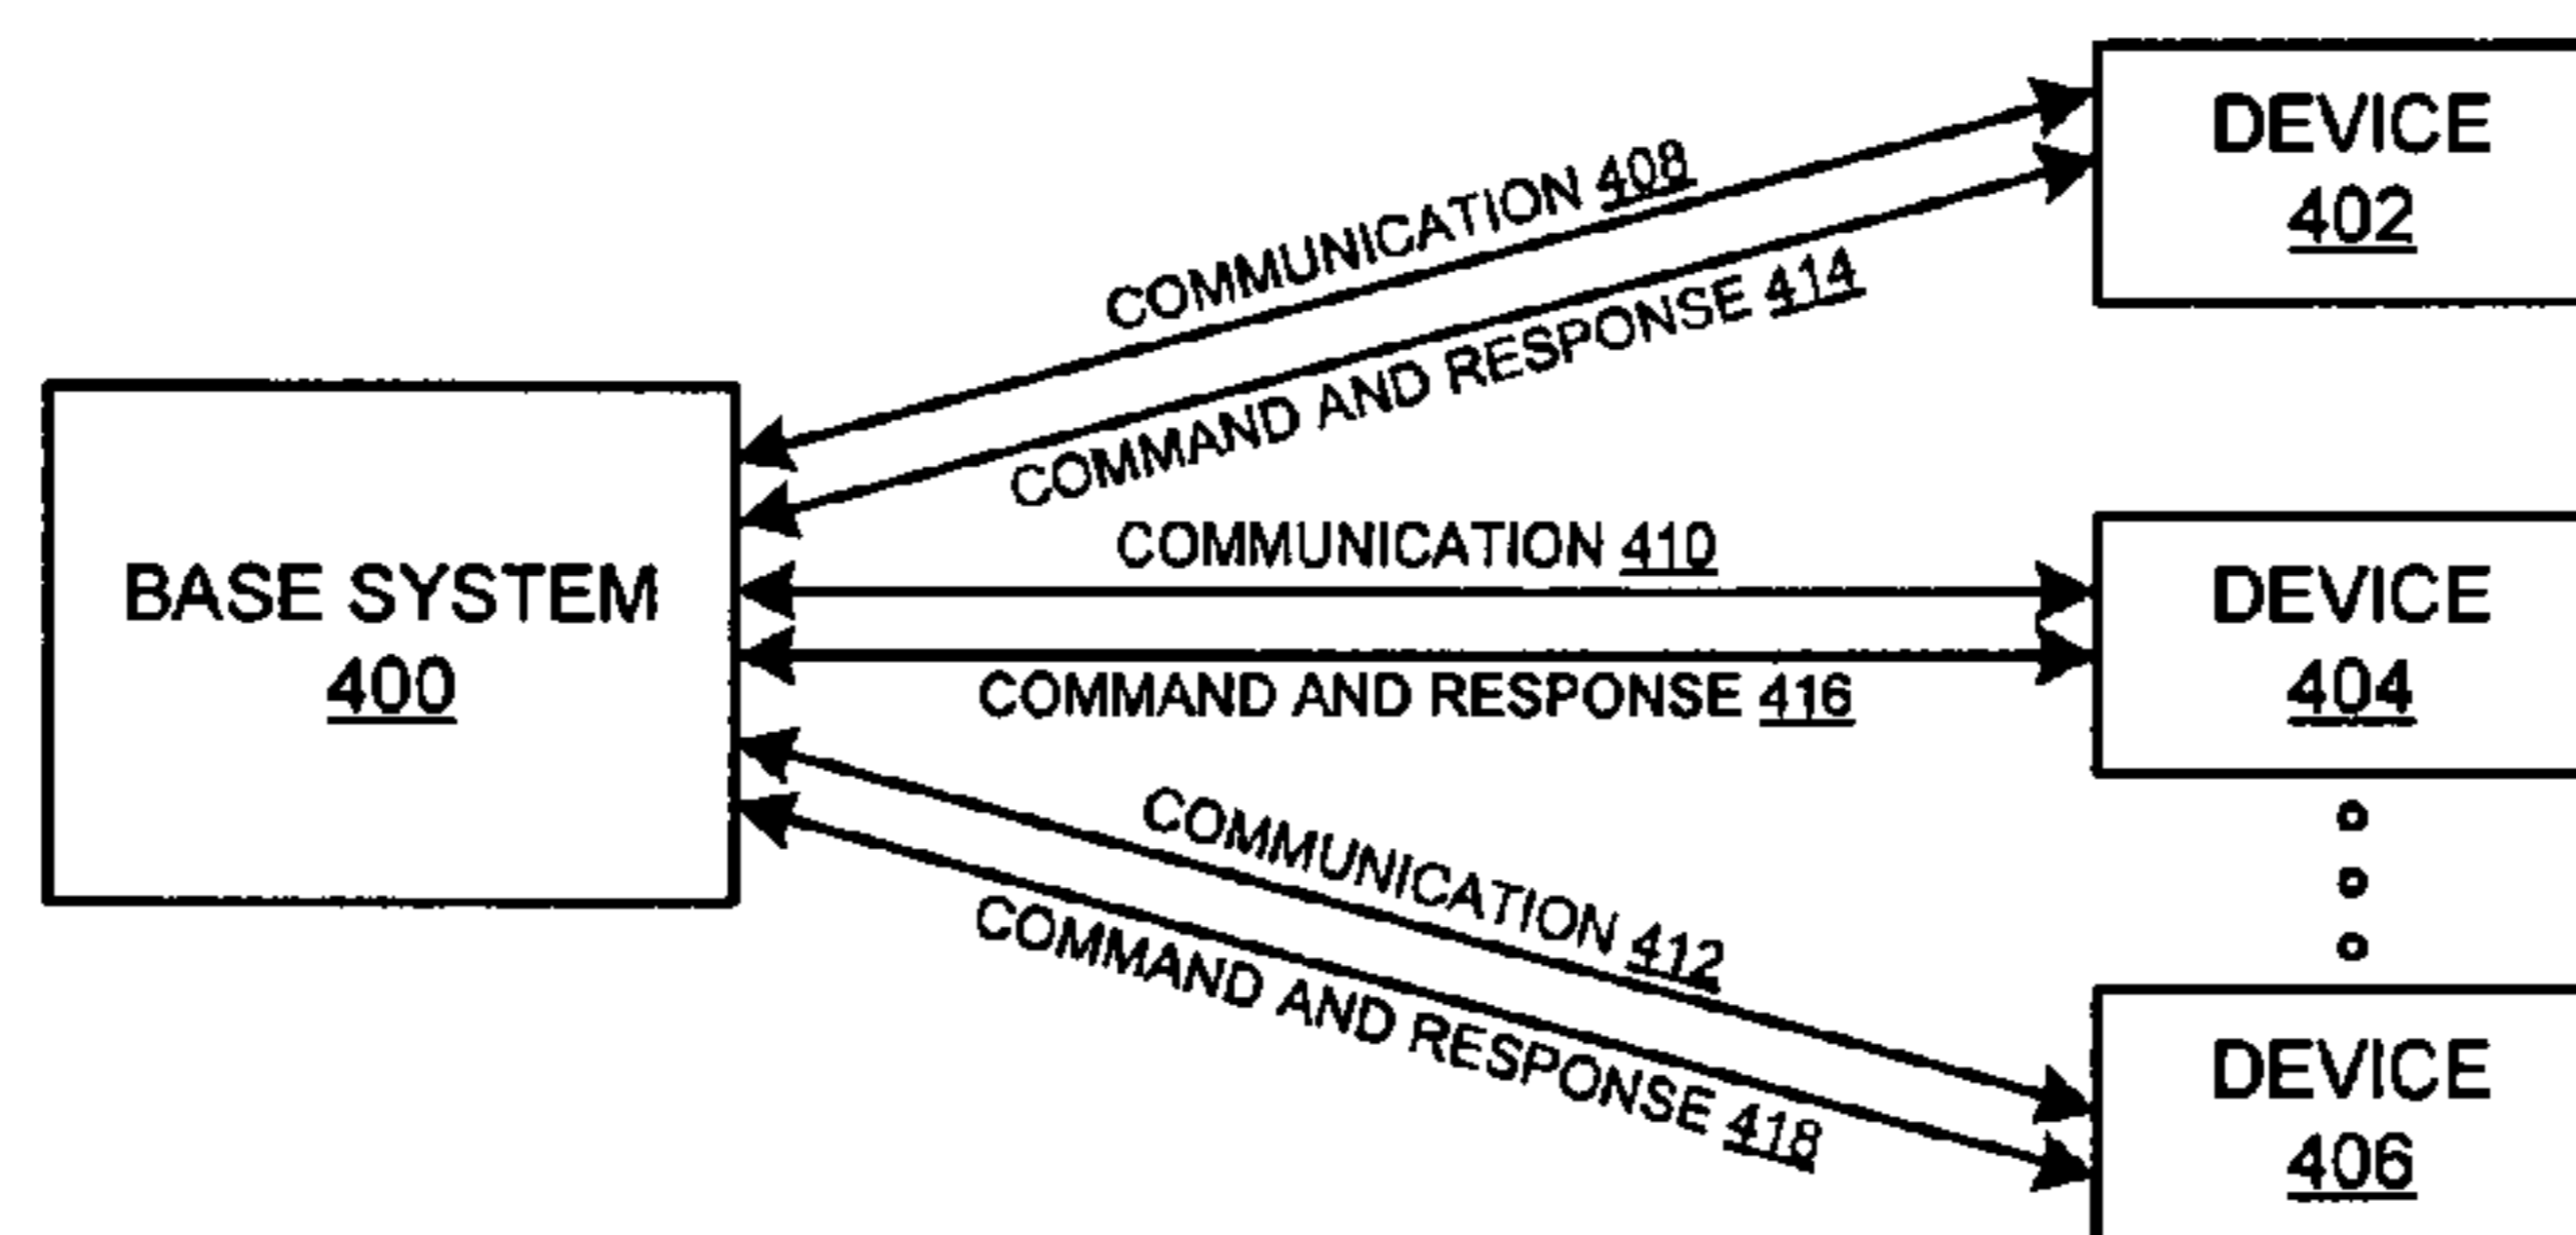 DEVICE
402
COMMUNICATION 408
COMMAND AND RESPONSE 414
BASE SYSTEM
400
COMMUNICATION 410
COMMAND AND RESPONSE 416
DEVICE
404
COMMUNICATION 412
COMMAND AND RESPONSE 418
DEVICE
406